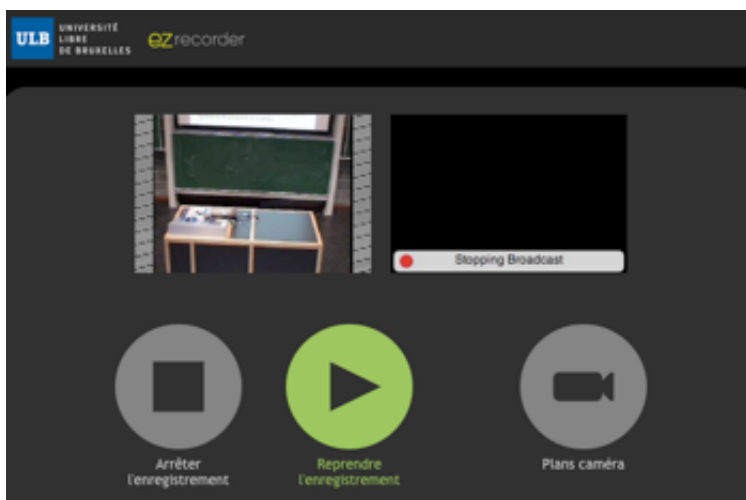 ULB
UNIVERSITÉ
LIBRE
DE BRUXELLES
ezrecorder
Stopping Broadcast
Arrêter
l'enregistrement
Reprendre
l'enregistrement
Plans caméra